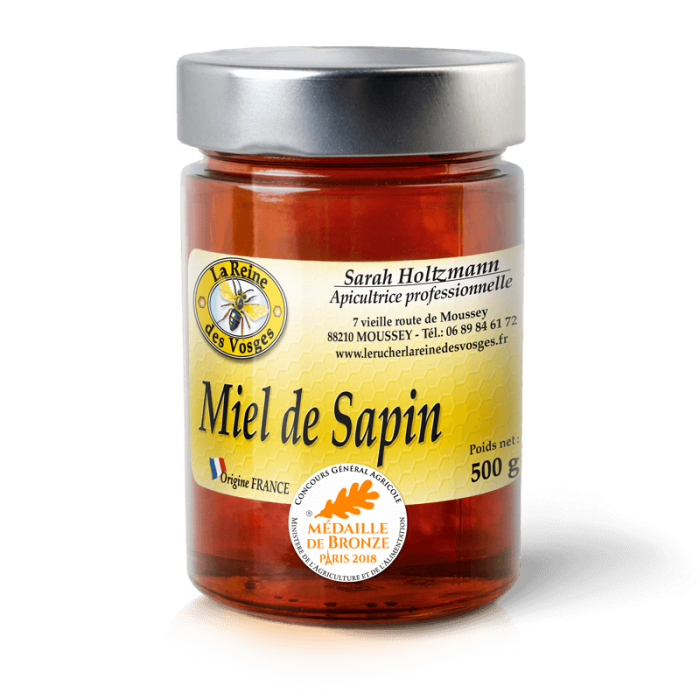 La Reine
des Vosges
Sarah Holtzmann
Apicultrice professionnelle
7 vieille route de Moussey
88210 MOUSSEY - Tél.: 06 89 84 61 72
www.lerucherlareinedesvosges.fr
Miel de Sapin
Poids net :
500 g
Origine FRANCE
CONCOURS GÉNÉRAL AGRICOLE
®
MÉDAILLE
DE BRONZE
PARIS 2018
MINISTÈRE DE L'AGRICULTURE ET DE L'ALIMENTATION